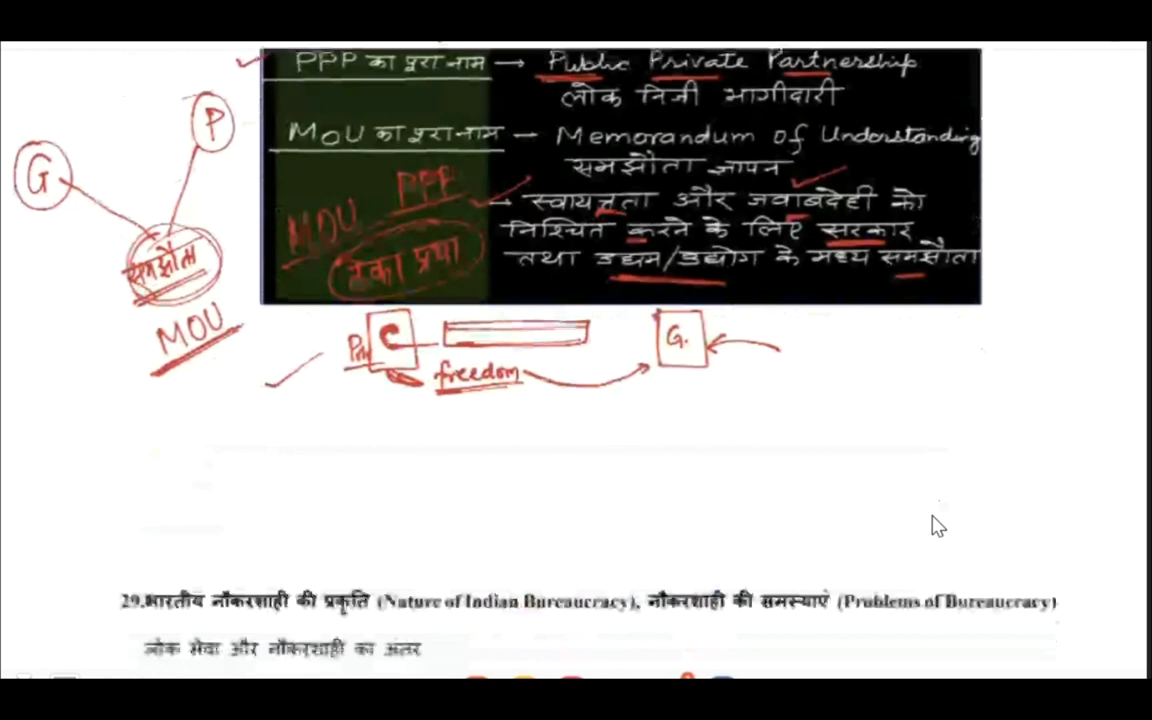 PPP का पूरा नाम → Public Private Partnership
लोक निजी भागीदारी
MOU का पूरा नाम – Memorandum of Understanding
समझौता ज्ञापन
→ स्वायत्तता और जवाबदेही को
निश्चित करने के लिए सरकार
तथा उद्यम/उद्योग के मध्य समझौता
P
G
समझौता
MOU
PPP
MOU
ठेका प्रथा
C
G.
freedom
29.भारतीय नौकरशाही की प्रकृति (Nature of Indian Bureaucracy), नौकरशाही की समस्याएं (Problems of Bureaucracy)
लोक सेवा और नौकरशाही का अंतर